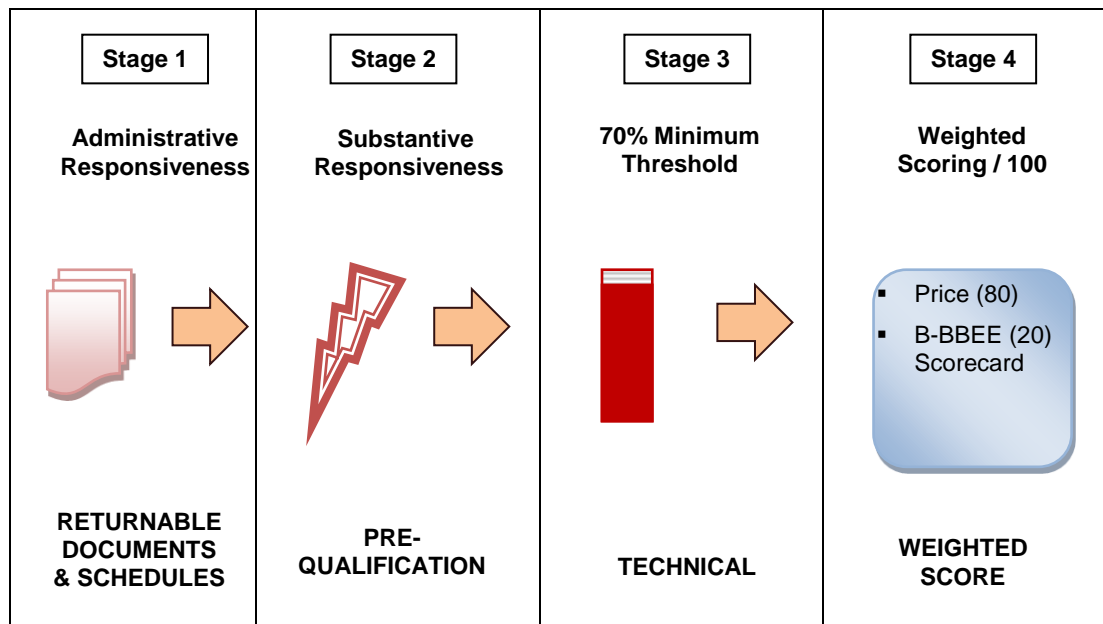 Stage 1
Administrative
Responsiveness
RETURNABLE
DOCUMENTS
& SCHEDULES
Stage 2
Substantive
Responsiveness
PRE-
QUALIFICATION
Stage 3
70% Minimum
Threshold
TECHNICAL
Stage 4
Weighted
Scoring / 100
▪ Price (80)
▪ B-BBEE (20)
Scorecard
WEIGHTED
SCORE